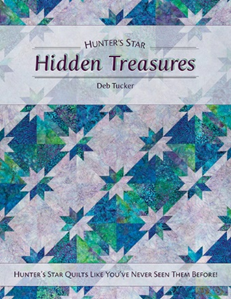 HUNTER'S STAR
Hidden Treasures
Deb Tucker
HUNTER'S STAR QUILTS LIKE YOU'VE NEVER SEEN THEM BEFORE!